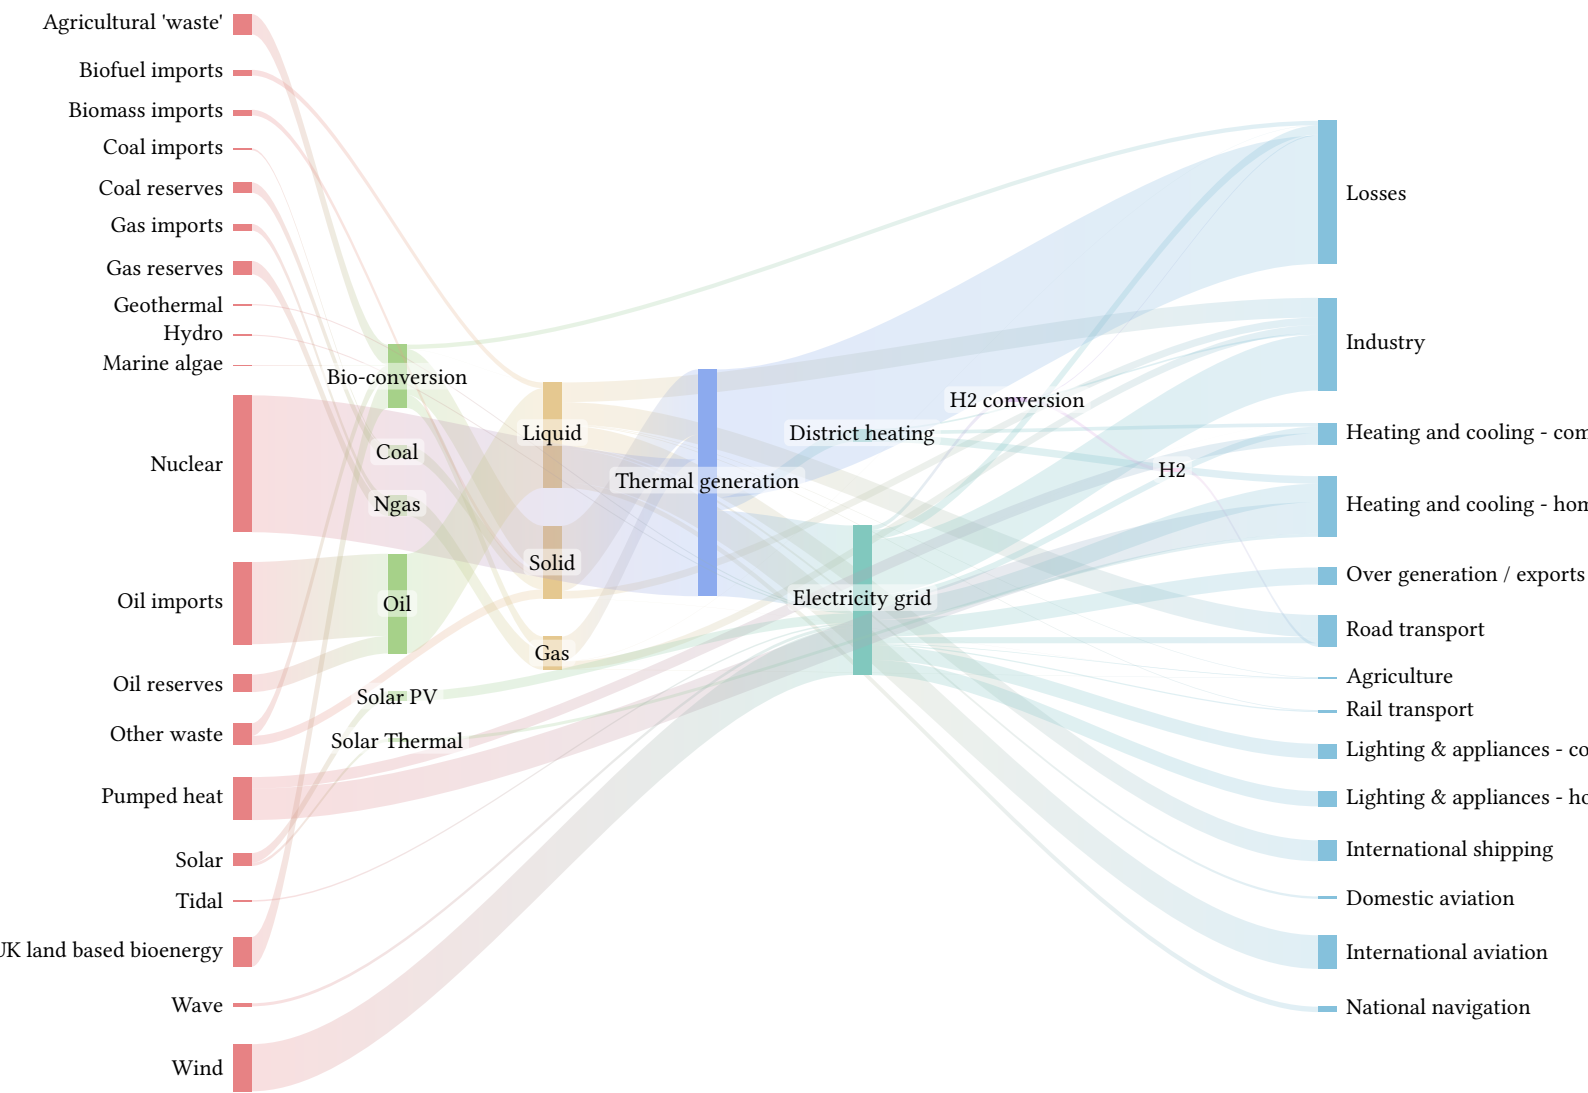 Agricultural 'waste'
Biofuel imports
Biomass imports
Coal imports
Coal reserves
Gas imports
Gas reserves
Geothermal
Hydro
Marine algae
Nuclear
Oil imports
Oil reserves
Other waste
Pumped heat
Solar
Tidal
UK land based bioenergy
Wave
Wind
Bio-conversion
Coal
Ngas
Oil
Solar PV
Solar Thermal
Liquid
Solid
Gas
Thermal generation
District heating
Electricity grid
H2 conversion
H2
Losses
Industry
Heating and cooling - com
Heating and cooling - hom
Over generation / exports
Road transport
Agriculture
Rail transport
Lighting & appliances - co
Lighting & appliances - ho
International shipping
Domestic aviation
International aviation
National navigation